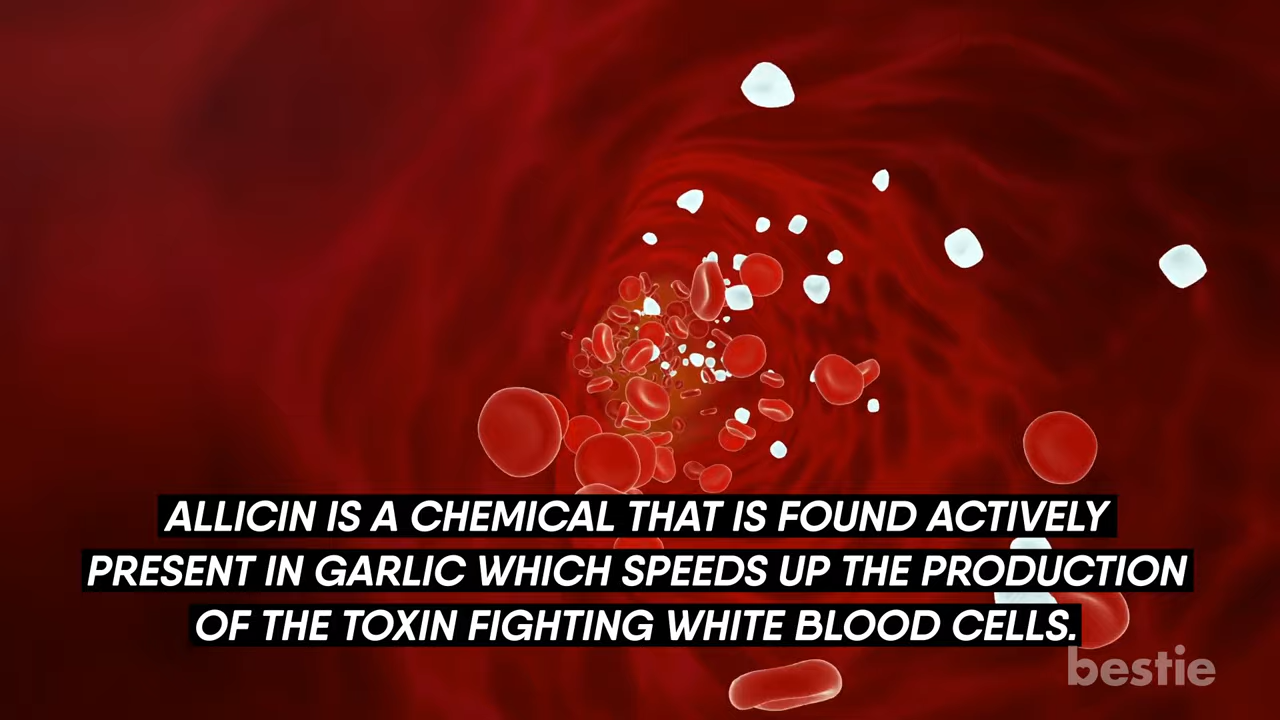 ALLICIN IS A CHEMICAL THAT IS FOUND ACTIVELY
PRESENT IN GARLIC WHICH SPEEDS UP THE PRODUCTION
OF THE TOXIN FIGHTING WHITE BLOOD CELLS.
bestie